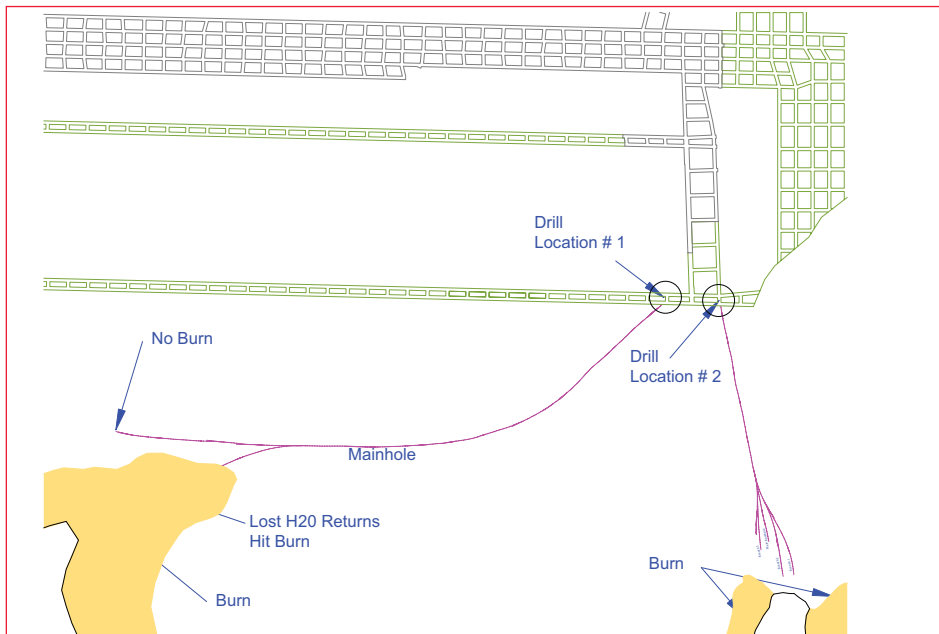 Drill
Location # 1
No Burn
Drill
Location # 2
Mainhole
Lost H20 Returns
Hit Burn
Burn
Burn